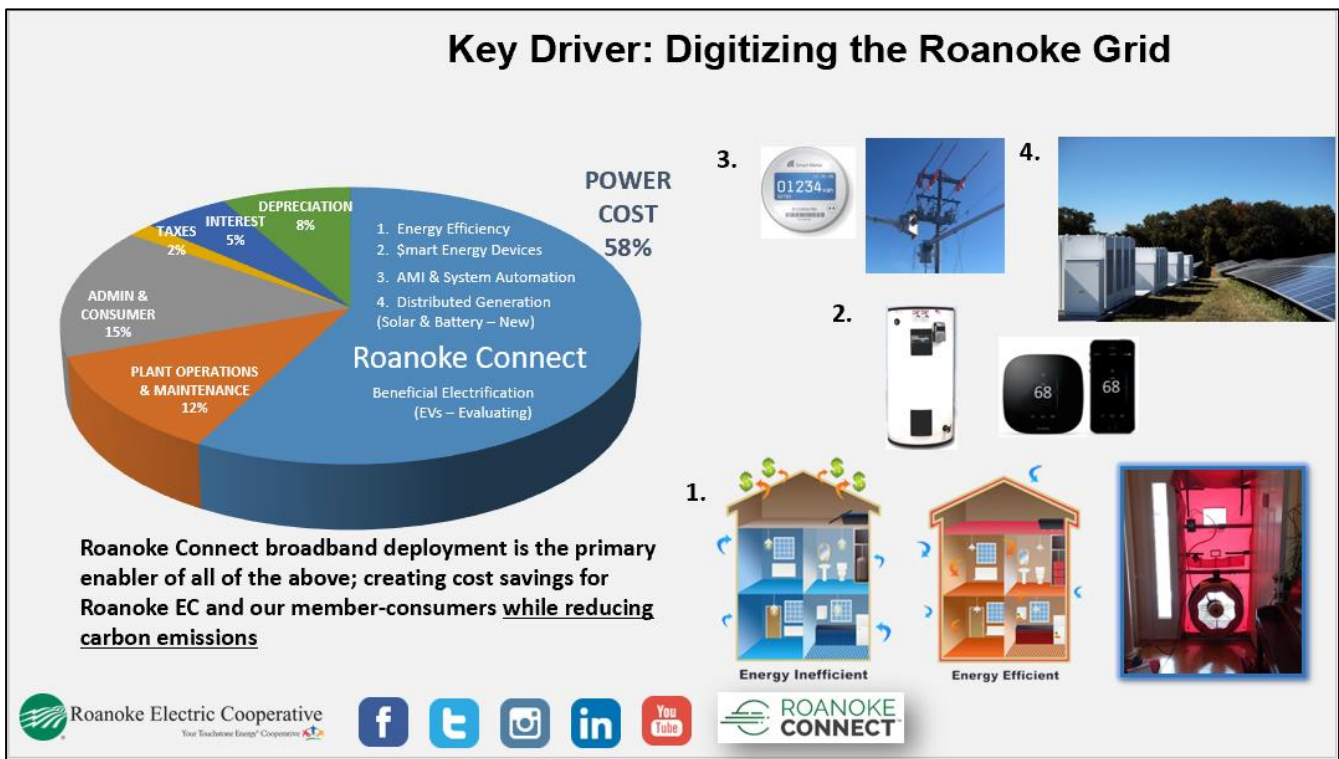 Key Driver: Digitizing the Roanoke Grid
POWER
COST
58%
DEPRECIATION
8%
INTEREST
5%
TAXES
2%
ADMIN &
CONSUMER
15%
PLANT OPERATIONS
& MAINTENANCE
12%
1. Energy Efficiency
2. $mart Energy Devices
3. AMI & System Automation
4. Distributed Generation
(Solar & Battery – New)
Roanoke Connect
Beneficial Electrification
(EVs – Evaluating)
Roanoke Connect broadband deployment is the primary
enabler of all of the above; creating cost savings for
Roanoke EC and our member-consumers while reducing
carbon emissions
3.
Smart Meter
01234
4.
2.
68
68
1.
$ $ $ $
Energy Inefficient
Energy Efficient
Roanoke Electric Cooperative
Your Touchstone Energy® Cooperative
f
t
in
You
Tube
ROANOKE
CONNECT™